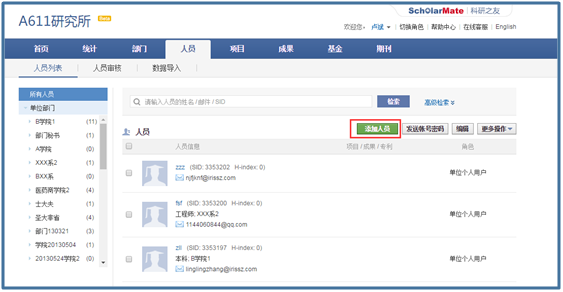 SchOlarMate | 科研之友
A611研究所 Beta
欢迎您, 卢斌 | 切换角色 | 帮助中心 | 在线客服 | English
首页 统计 部门 人员 项目 成果 基金 期刊
人员列表 人员审核 数据导入
所有人员
单位部门
请输入人员的姓名 / 邮件 / SID 检索 高级检索
B学院1 (11)
部门秘书 (1)
A学院 (0)
XXX系2 (1)
BXX系 (0)
医药商学院2 (4)
士大夫 (1)
圣大菲省 (4)
部门130321 (3)
学院20130504 (1)
20130524学院2 (0)
人员 添加人员 发送帐号密码 编辑 更多操作
人员信息 项目 / 成果 / 专利 角色
zzz (SID: 3353202 H-index: 0)
njfjknf@irissz.com
单位个人用户
fsf (SID: 3353200 H-index: 0)
工程师: XXX系2
1144060844@qq.com
单位个人用户
zll (SID: 3353197 H-index: 0)
本科: B学院1
linglingzhang@irissz.com
单位个人用户